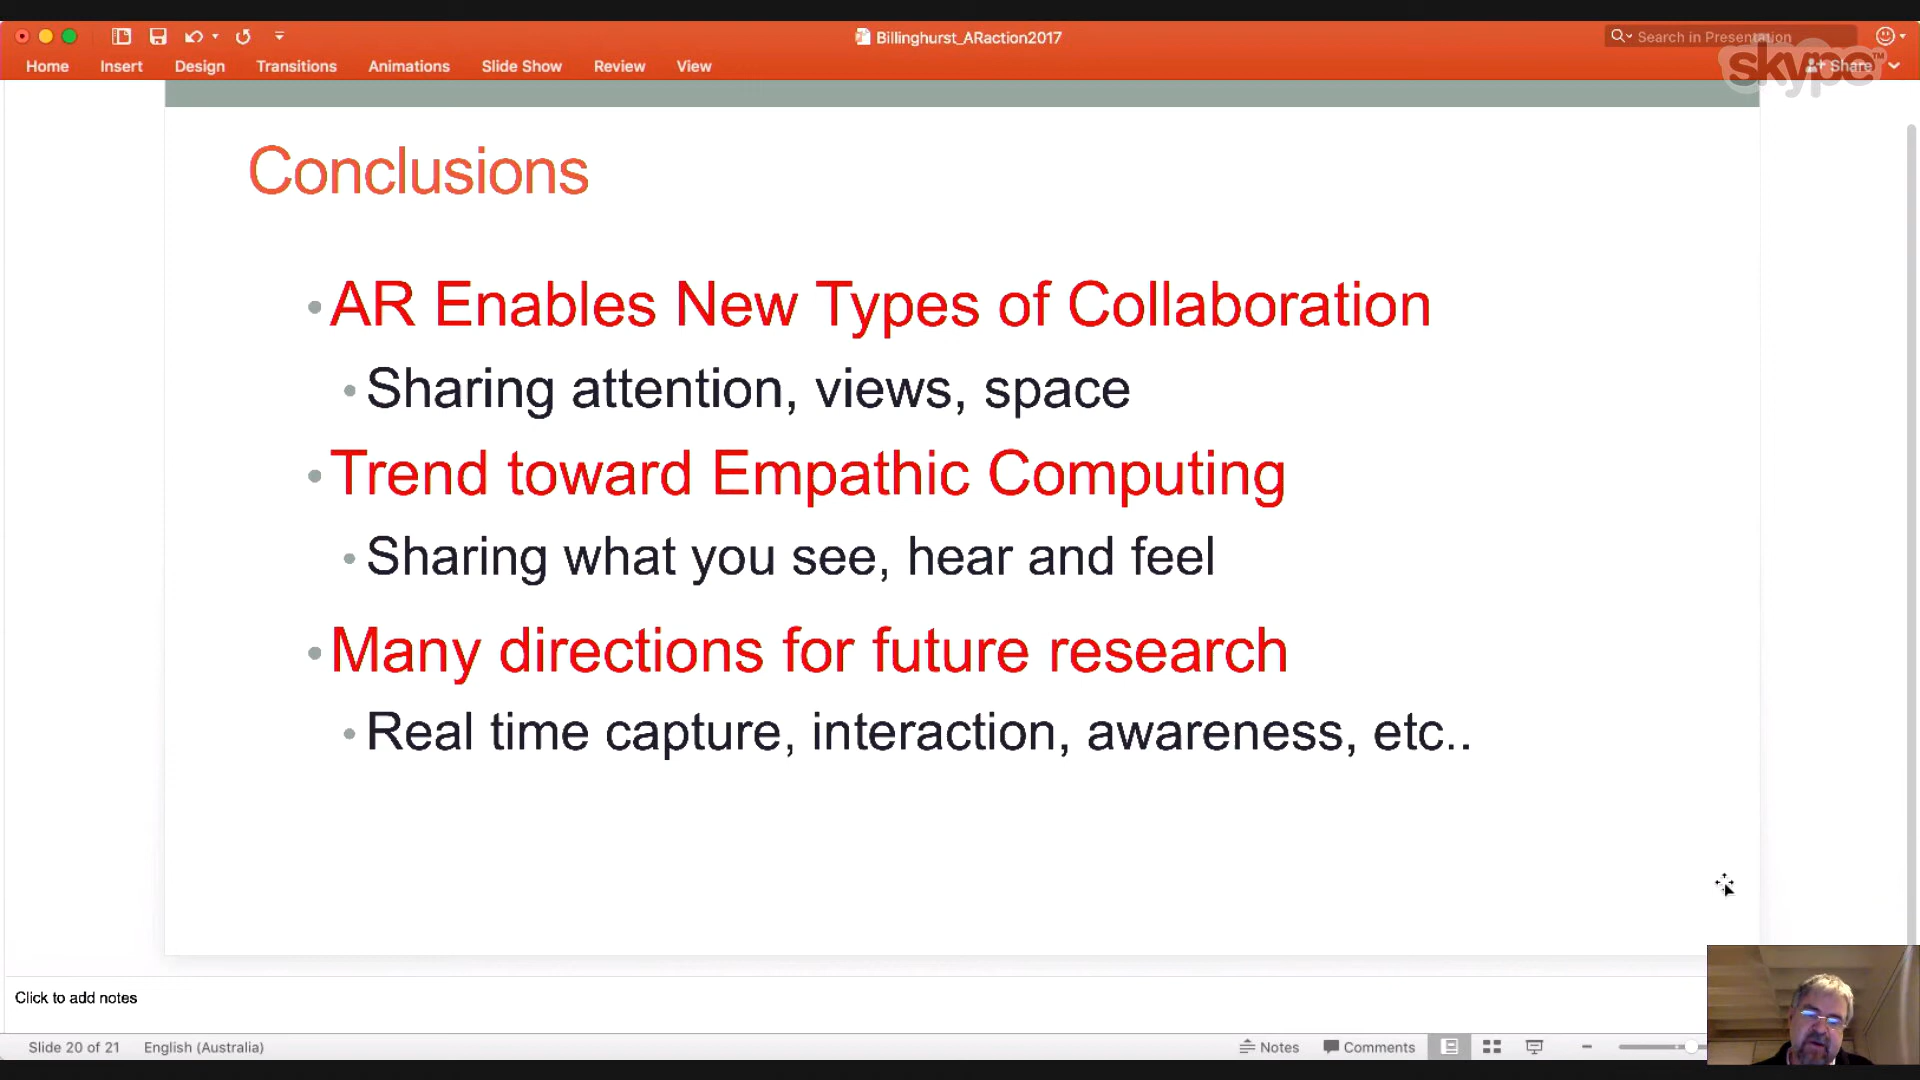 Billinghurst_ARaction2017
Search in Presentation
Home Insert Design Transitions Animations Slide Show Review View
Share
skype™
Conclusions
•AR Enables New Types of Collaboration
•Sharing attention, views, space
•Trend toward Empathic Computing
•Sharing what you see, hear and feel
•Many directions for future research
•Real time capture, interaction, awareness, etc..
Click to add notes
Slide 20 of 21 English (Australia) Notes Comments